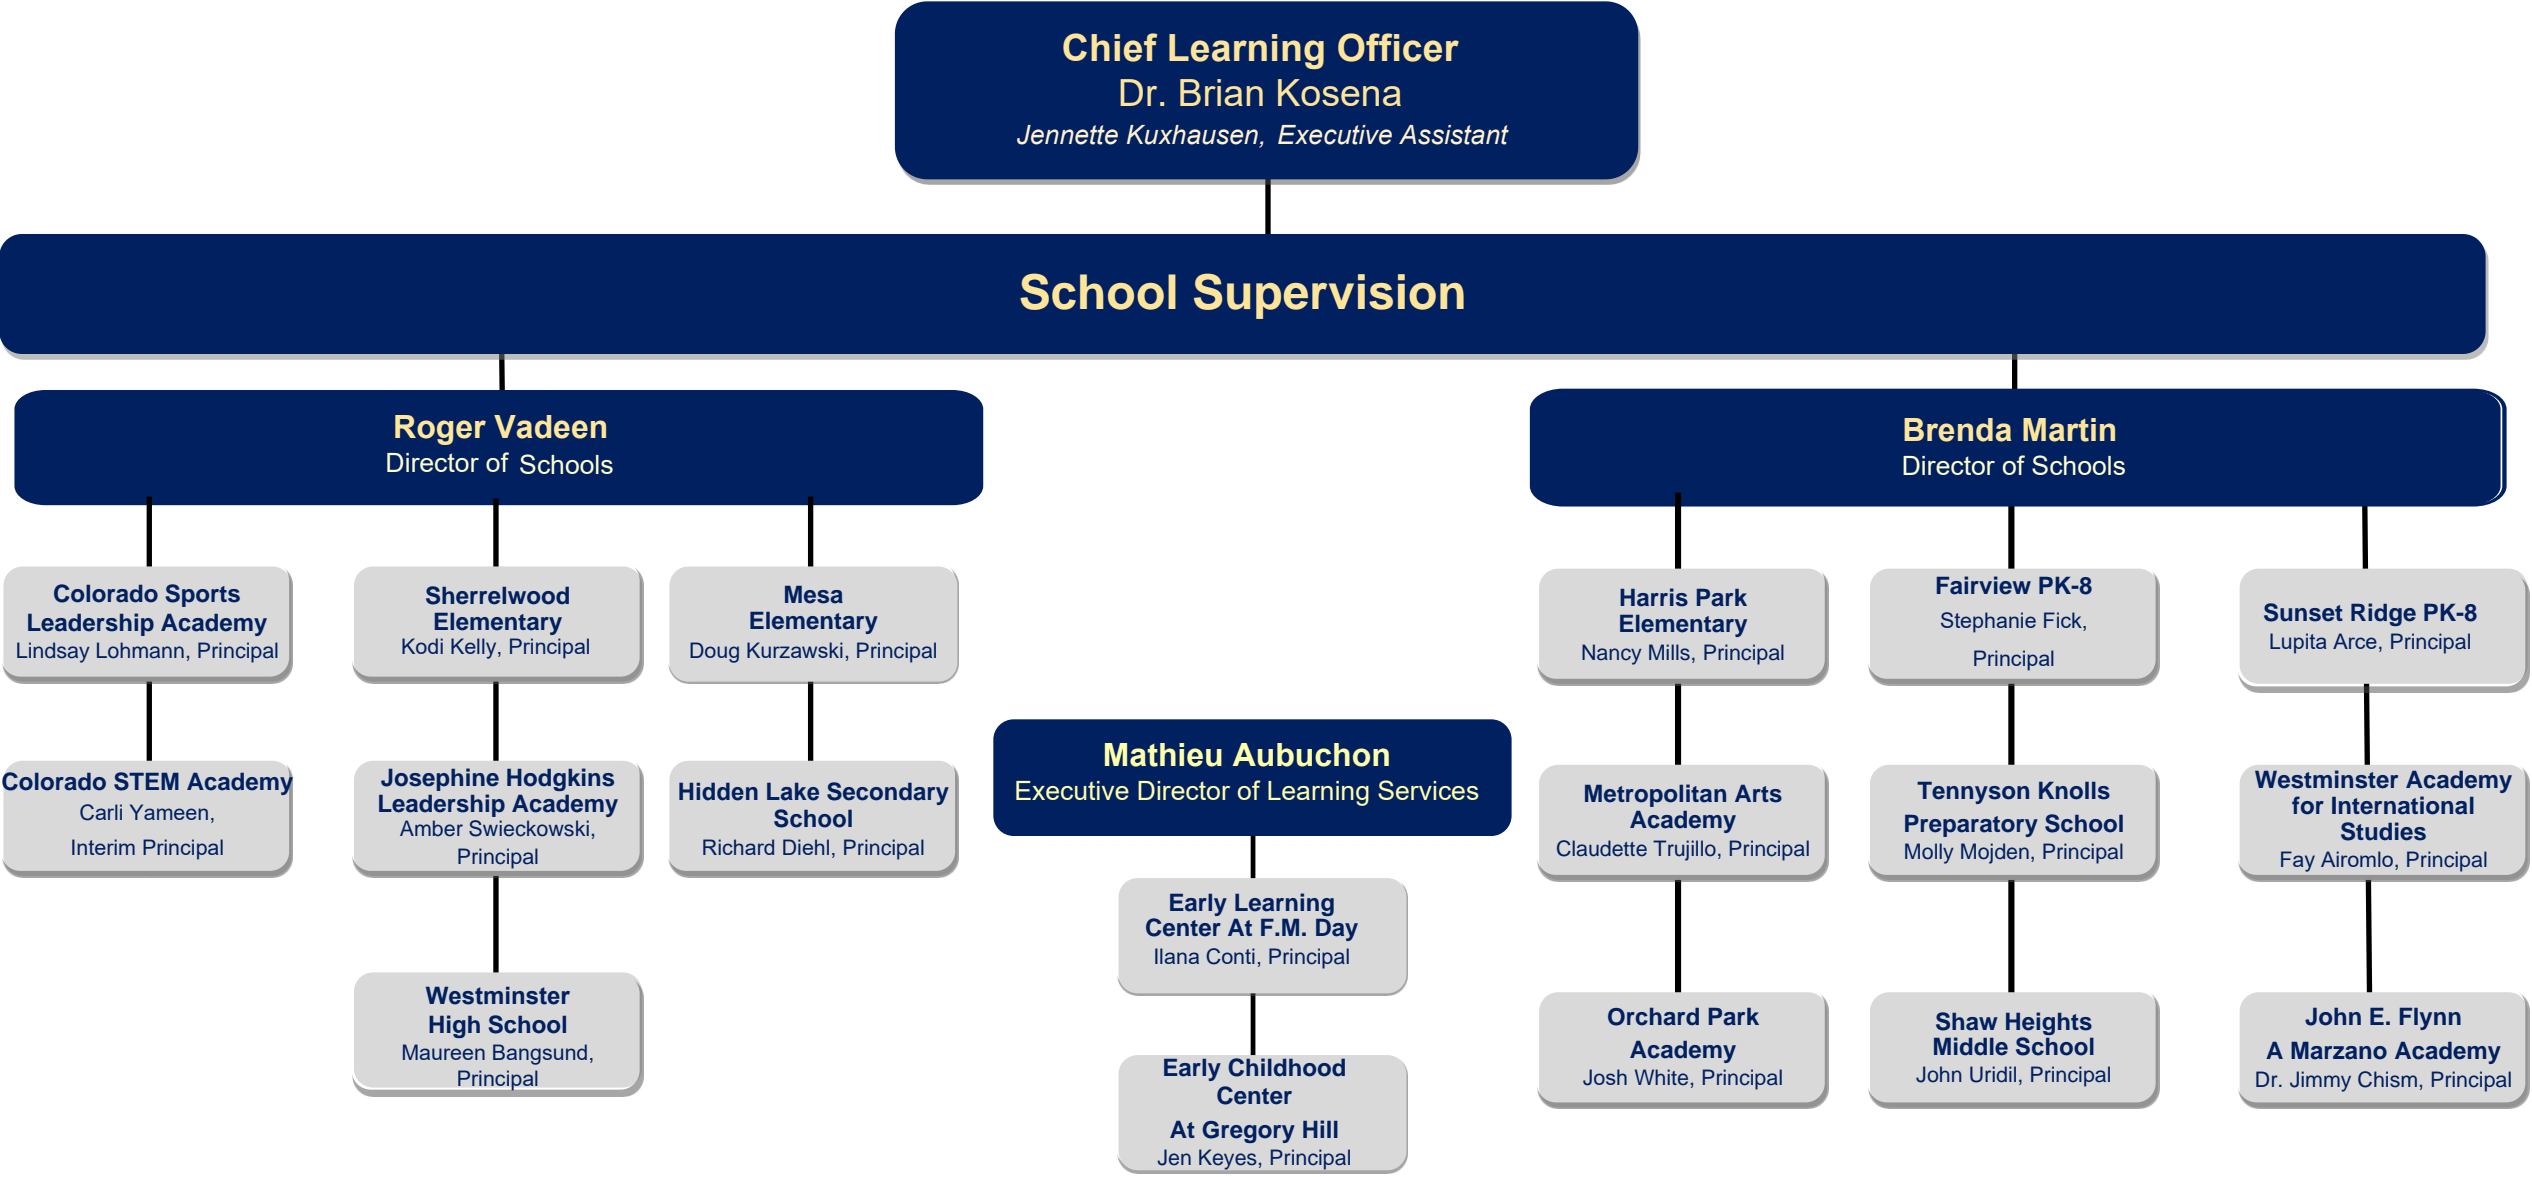 Chief Learning Officer
Dr. Brian Kosena
Jennette Kuxhausen, Executive Assistant
School Supervision
Roger Vadeen
Director of Schools
Colorado Sports
Leadership Academy
Lindsay Lohmann, Principal
Colorado STEM Academy
Carli Yameen,
Interim Principal
Sherrelwood
Elementary
Kodi Kelly, Principal
Josephine Hodgkins
Leadership Academy
Amber Swieckowski,
Principal
Westminster
High School
Maureen Bangsund,
Principal
Mesa
Elementary
Doug Kurzawski, Principal
Hidden Lake Secondary
School
Richard Diehl, Principal
Mathieu Aubuchon
Executive Director of Learning Services
Early Learning
Center At F.M. Day
Ilana Conti, Principal
Early Childhood
Center
At Gregory Hill
Jen Keyes, Principal
Brenda Martin
Director of Schools
Harris Park
Elementary
Nancy Mills, Principal
Metropolitan Arts
Academy
Claudette Trujillo, Principal
Orchard Park
Academy
Josh White, Principal
Fairview PK-8
Stephanie Fick,
Principal
Tennyson Knolls
Preparatory School
Molly Mojden, Principal
Shaw Heights
Middle School
John Uridil, Principal
Sunset Ridge PK-8
Lupita Arce, Principal
Westminster Academy
for International
Studies
Fay Airomlo, Principal
John E. Flynn
A Marzano Academy
Dr. Jimmy Chism, Principal